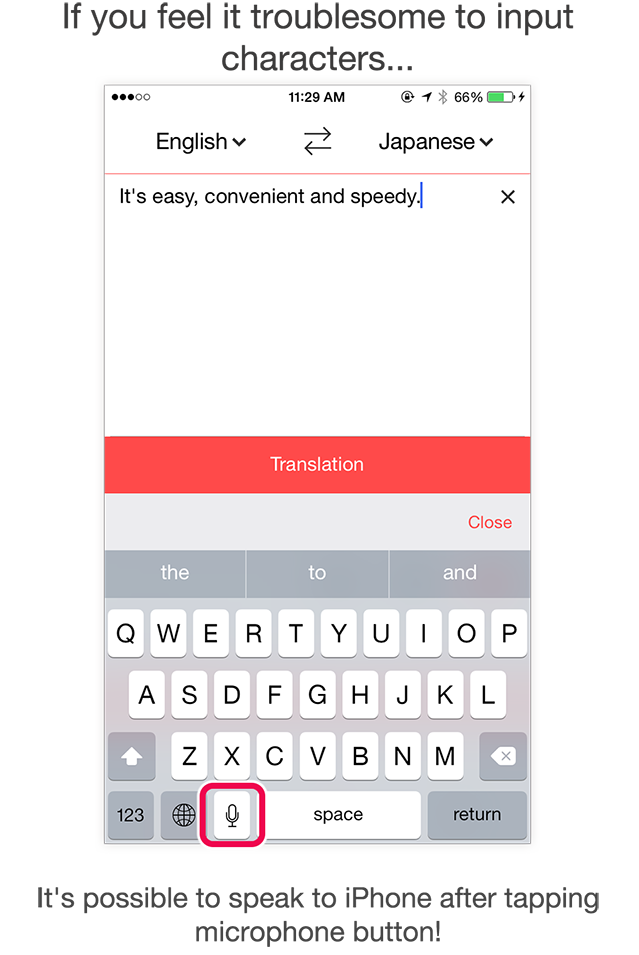 If you feel it troublesome to input
characters...
11:29 AM 66%
English Japanese
It's easy, convenient and speedy.
Translation
Close
the to and
Q W E R T Y U I O P
A S D F G H J K L
Z X C V B N M
123 space return
It's possible to speak to iPhone after tapping
microphone button!